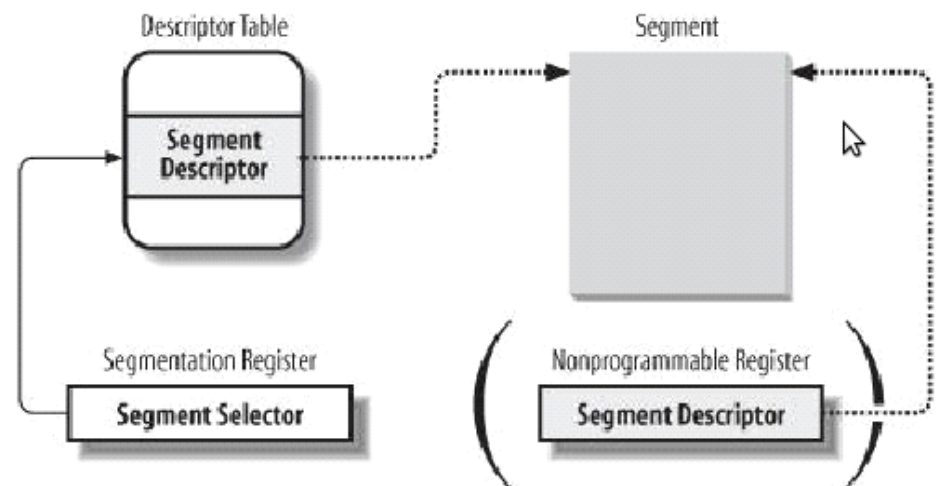 Descriptor Table
Segment
Segment
Descriptor
Segmentation Register
Nonprogrammable Register
Segment Selector
Segment Descriptor